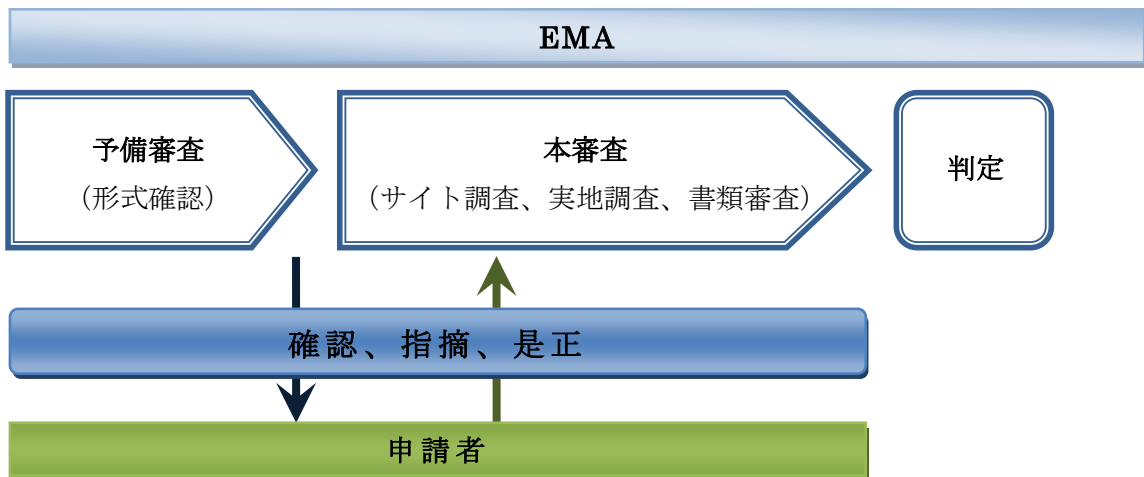 EMA
予備審査
（形式確認）
本審査
（サイト調査、実地調査、書類審査）
判定
確認、指摘、是正
申請者